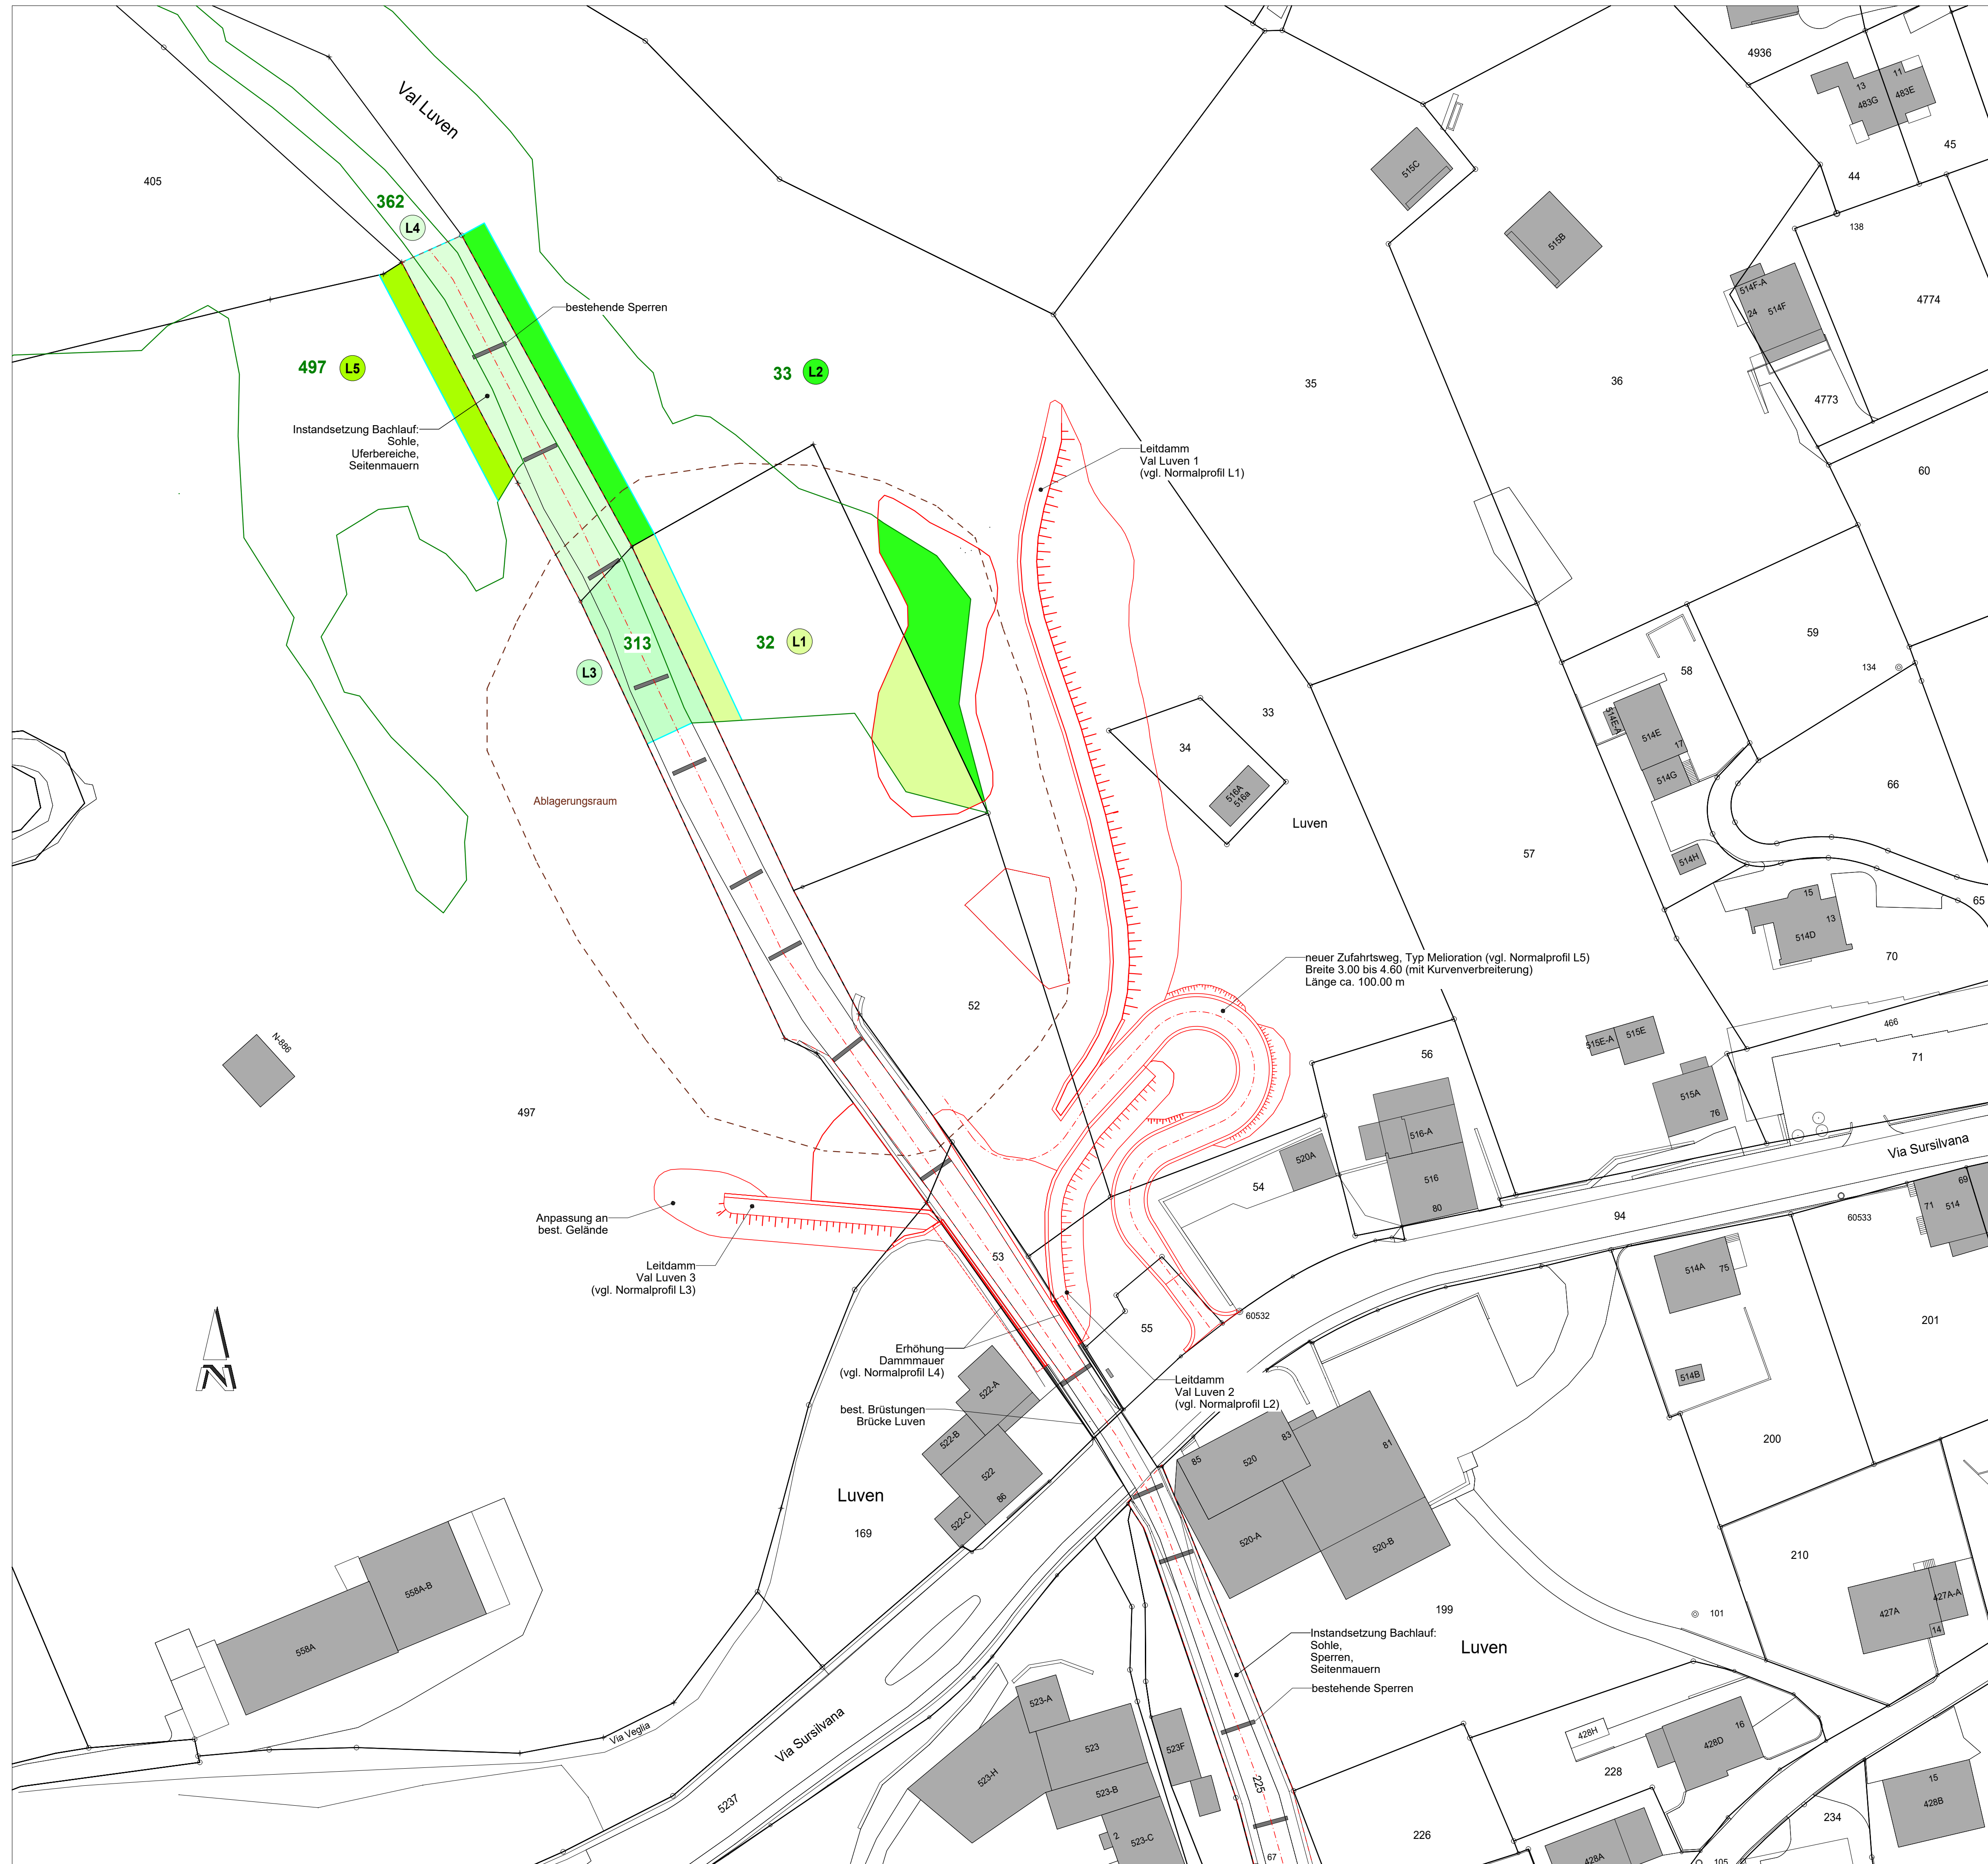 4936
13
483G
11
483E
45
44
Val Luven
405
362
L4
515C
515B
138
514F-A
24
514F
4774
4773
bestehende Sperren
497
L5
33
L2
35
36
Instandsetzung Bachlauf:
Sohle,
Uferbereiche,
Seitenmauern
Leitdamm
Val Luven 1
(vgl. Normalprofil L1)
60
32
L1
313
L3
59
134
58
514E-A
514E
17
514G
33
34
516A
516a
66
Ablagerungsraum
Luven
57
514H
15
13
514D
65
70
neuer Zufahrtsweg, Typ Melioration (vgl. Normalprofil L5)
Breite 3.00 bis 4.60 (mit Kurvenverbreiterung)
Länge ca. 100.00 m
52
466
515E-A
515E
71
N-886
56
515A
76
497
516-A
520A
516
80
54
Via Sursilvana
69
71
514
94
60533
Anpassung an
best. Gelände
53
Leitdamm
Val Luven 3
(vgl. Normalprofil L3)
514A
75
N
55
60532
201
Erhöhung
Dammmauer
(vgl. Normalprofil L4)
514B
Leitdamm
Val Luven 2
(vgl. Normalprofil L2)
522-A
best. Brüstungen
Brücke Luven
522-B
85
520
83
81
200
522
86
Luven
522-C
169
520-A
520-B
210
558A-B
558A
427A
427A-A
14
199
101
Instandsetzung Bachlauf:
Sohle,
Sperren,
Seitenmauern
Luven
bestehende Sperren
523-A
Via Veglia
Via Sursilvana
523
523F
523-H
523-B
428H
16
428D
228
225
15
428B
5237
2
523-C
226
234
67
428A
105